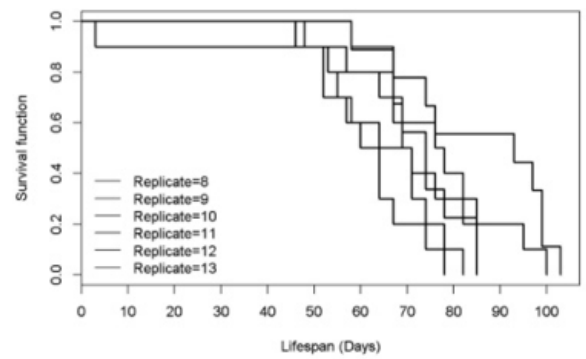 1.0
0.8
0.6
0.4
0.2
0.0
Survival function
Replicate=8
Replicate=9
Replicate=10
Replicate=11
Replicate=12
Replicate=13
0 10 20 30 40 50 60 70 80 90 100
Lifespan (Days)